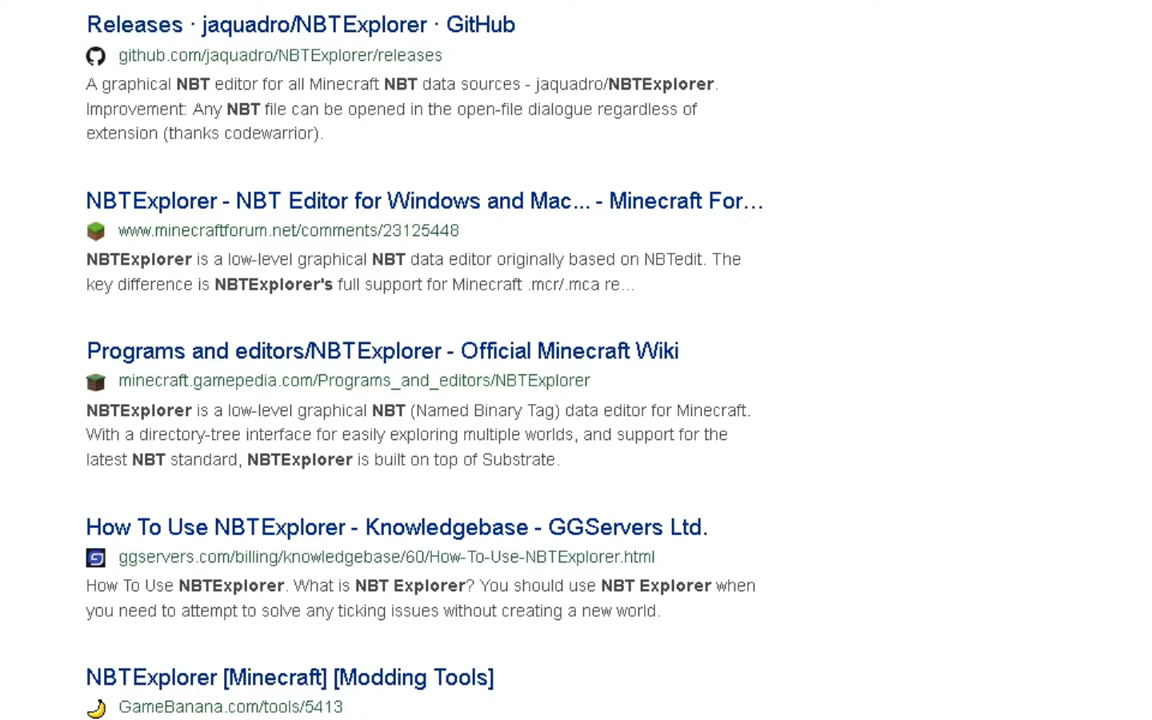 Releases · jaquadro/NBTExplorer · GitHub
github.com/jaquadro/NBTExplorer/releases
A graphical NBT editor for all Minecraft NBT data sources - jaquadro/NBTExplorer.
Improvement: Any NBT file can be opened in the open-file dialogue regardless of
extension (thanks codewarrior).
NBTExplorer - NBT Editor for Windows and Mac... - Minecraft For...
www.minecraftforum.net/comments/23125448
NBTExplorer is a low-level graphical NBT data editor originally based on NBTedit. The
key difference is NBTExplorer's full support for Minecraft .mcr/.mca re...
Programs and editors/NBTExplorer - Official Minecraft Wiki
minecraft.gamepedia.com/Programs_and_editors/NBTExplorer
NBTExplorer is a low-level graphical NBT (Named Binary Tag) data editor for Minecraft.
With a directory-tree interface for easily exploring multiple worlds, and support for the
latest NBT standard, NBTExplorer is built on top of Substrate.
How To Use NBTExplorer - Knowledgebase - GGServers Ltd.
ggservers.com/billing/knowledgebase/60/How-To-Use-NBTExplorer.html
How To Use NBTExplorer. What is NBT Explorer? You should use NBT Explorer when
you need to attempt to solve any ticking issues without creating a new world.
NBTExplorer [Minecraft] [Modding Tools]
GameBanana.com/tools/5413